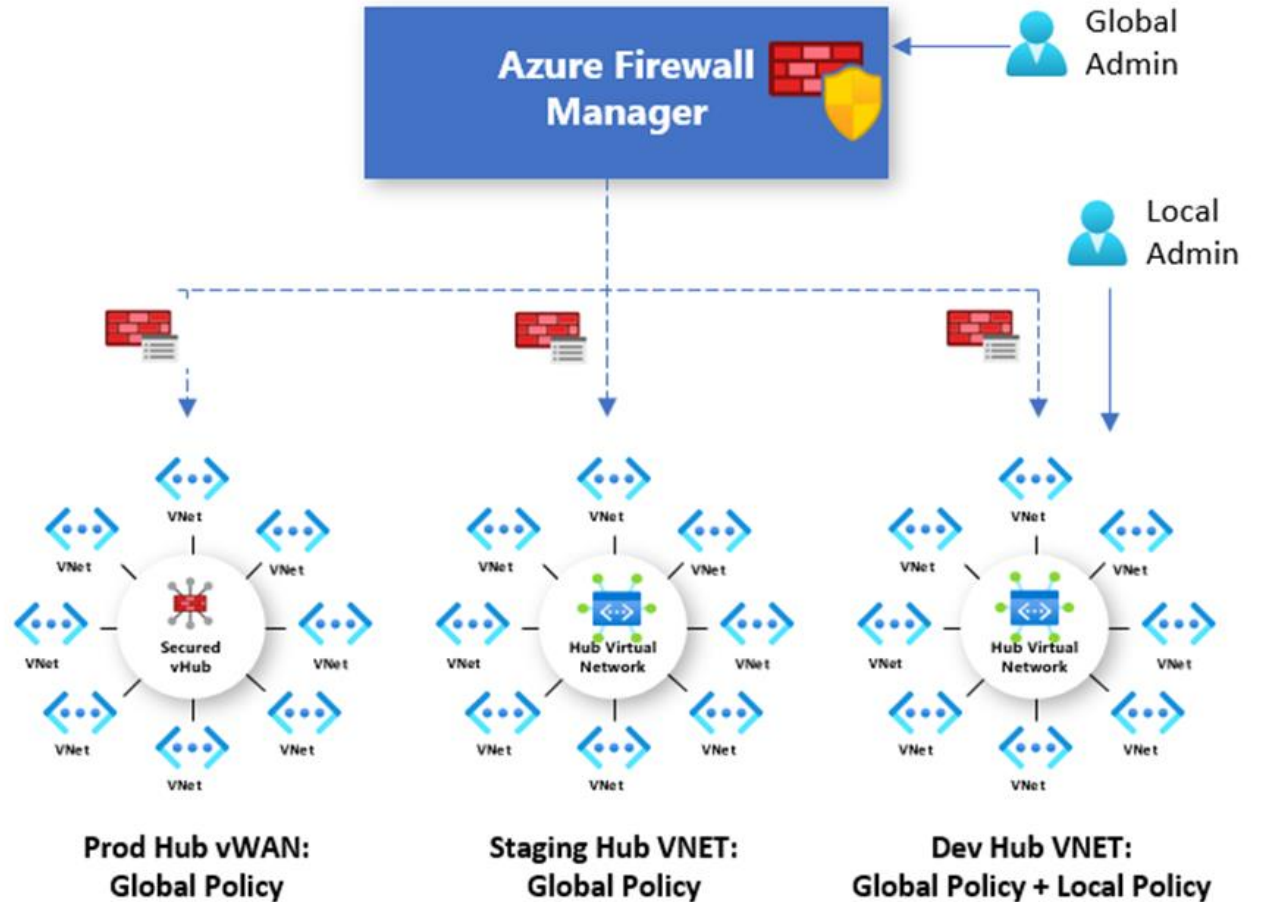 Azure Firewall
Manager
Global
Admin
Local
Admin
VNet
VNet
VNet
VNet
VNet
VNet
VNet
VNet
Secured
vHub
VNet
VNet
VNet
VNet
VNet
VNet
VNet
VNet
Hub Virtual
Network
VNet
VNet
VNet
VNet
VNet
VNet
VNet
VNet
Hub Virtual
Network
Prod Hub vWAN:
Global Policy
Staging Hub VNET:
Global Policy
Dev Hub VNET:
Global Policy + Local Policy